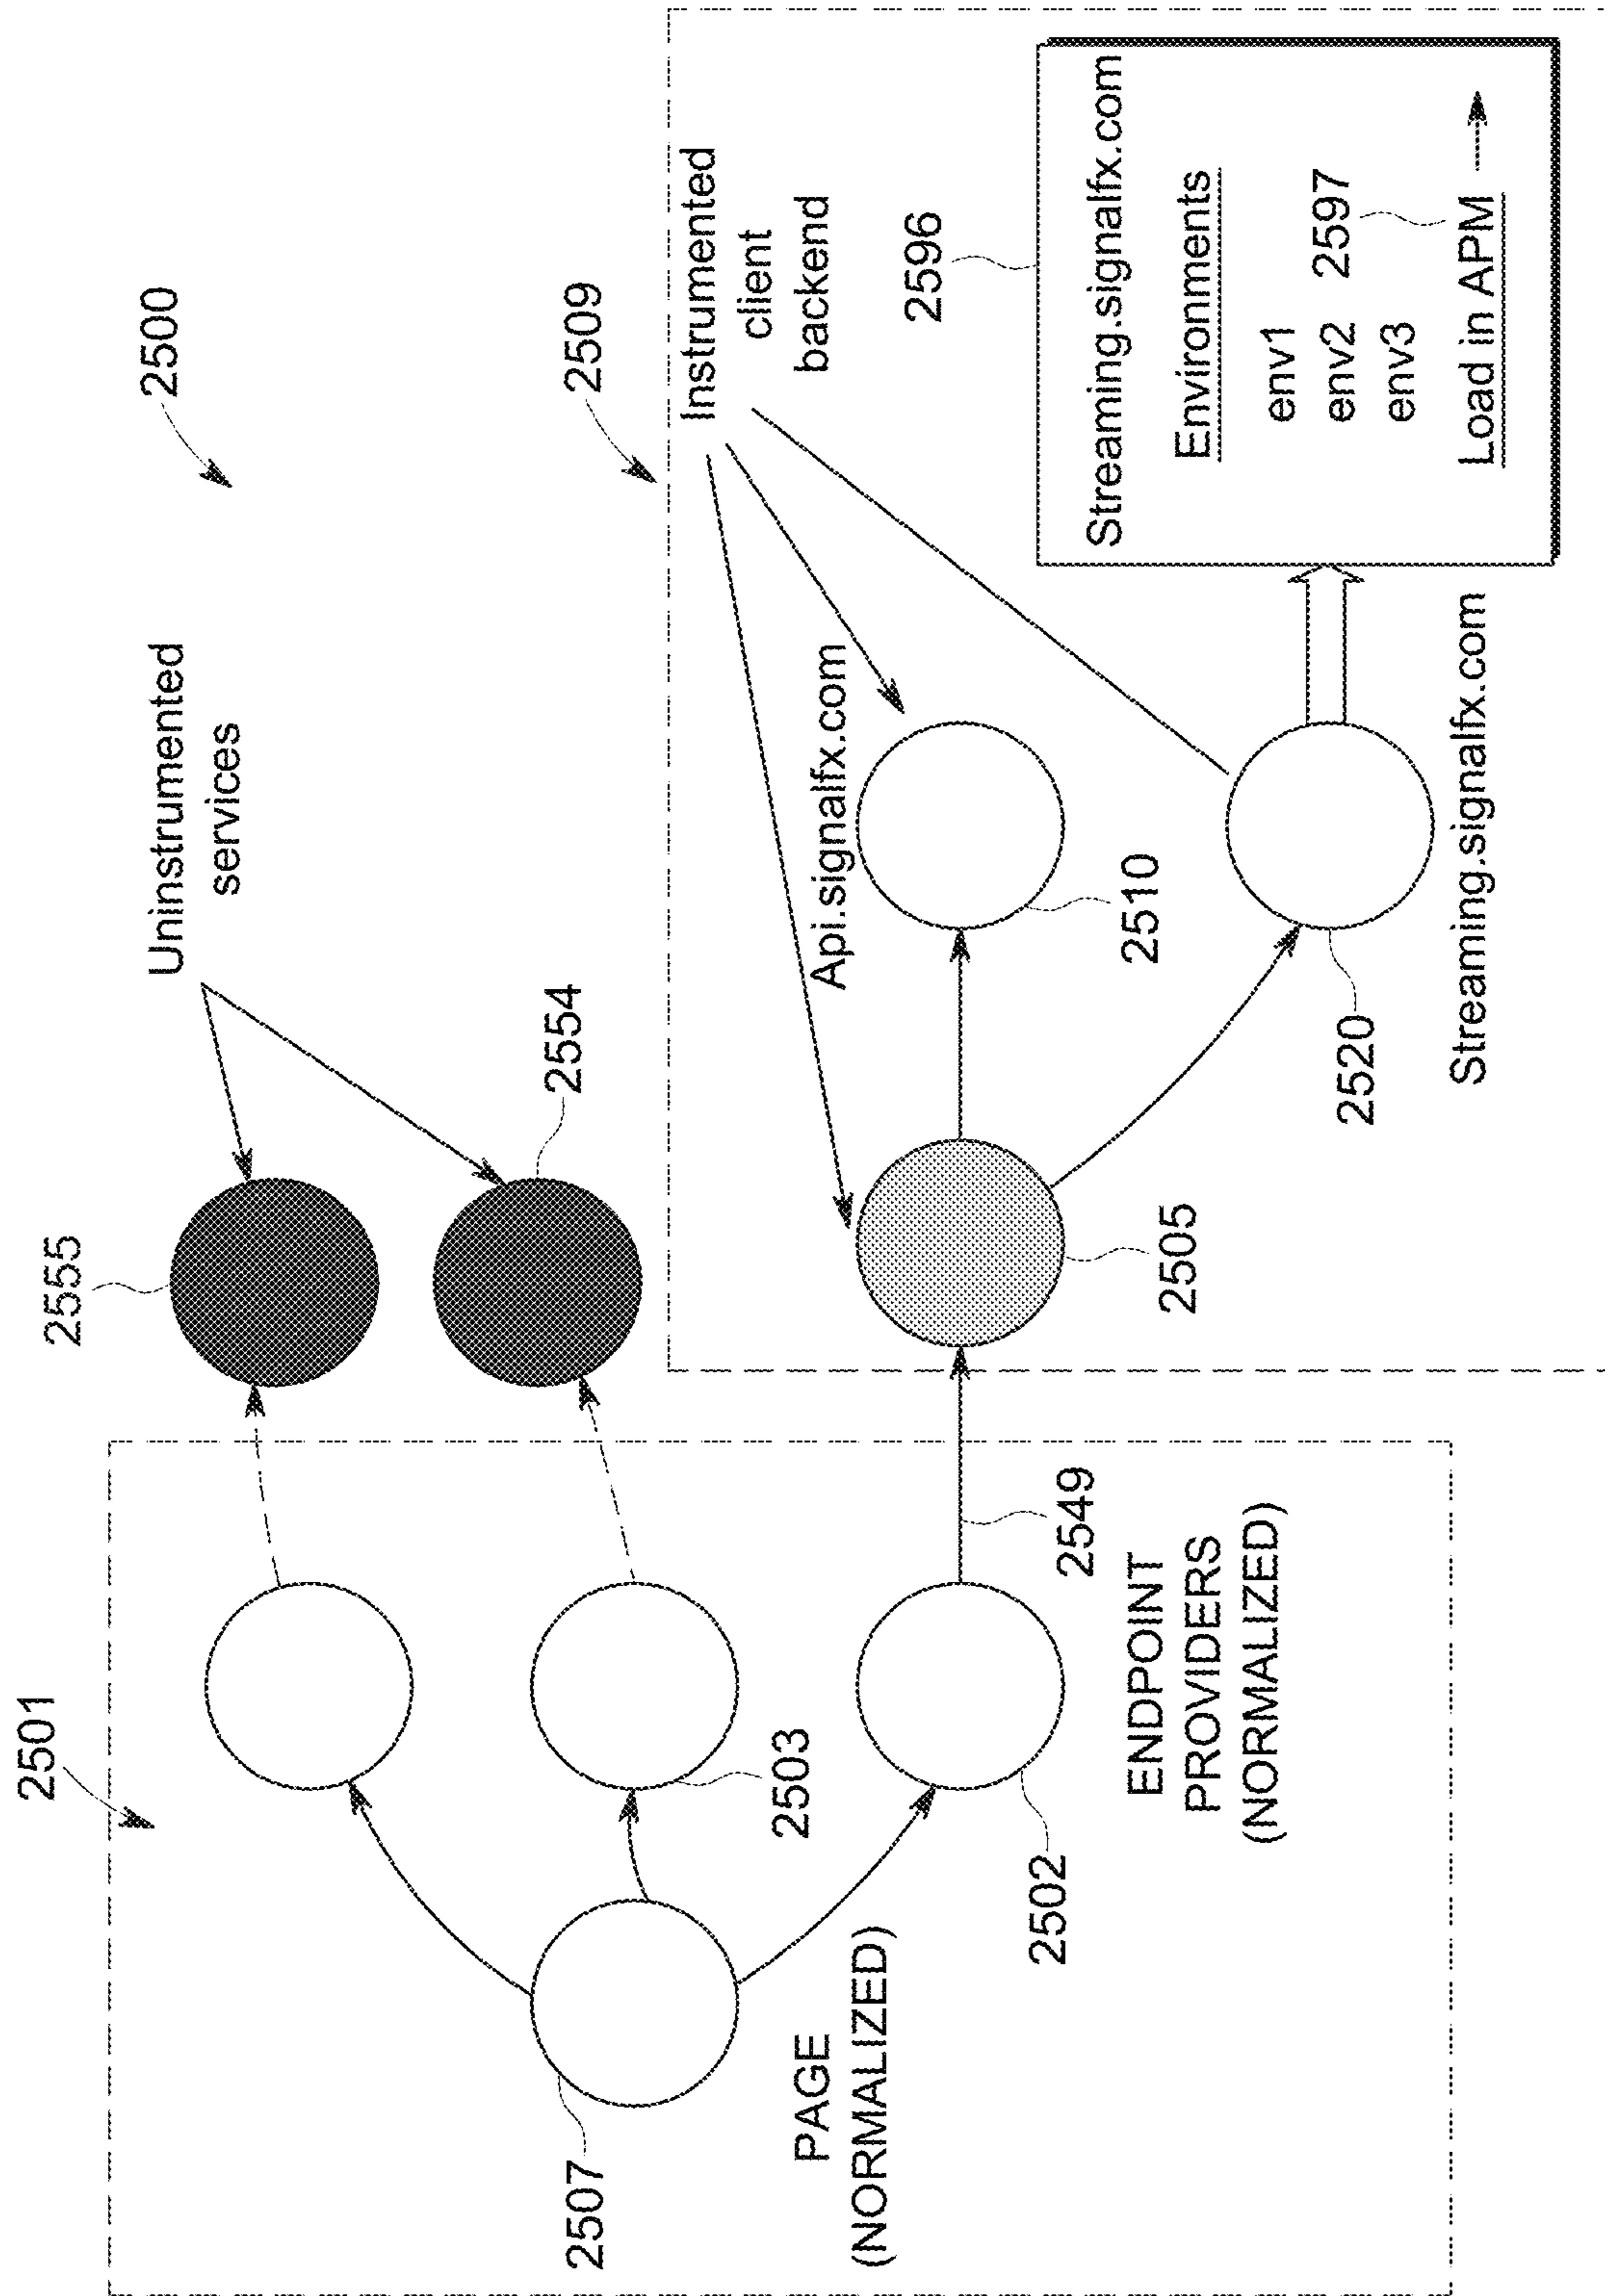 2500
2501
2555
Uninstrumented
services
2554
2509
Instrumented
client
backend
2507
PAGE
(NORMALIZED)
2503
2502
ENDPOINT
PROVIDERS
(NORMALIZED)
2549
2505
Api.signalfx.com
2510
2520
Streaming.signalfx.com
2596
Streaming.signalfx.com
Environments
env1
env2
env3
2597
Load in APM